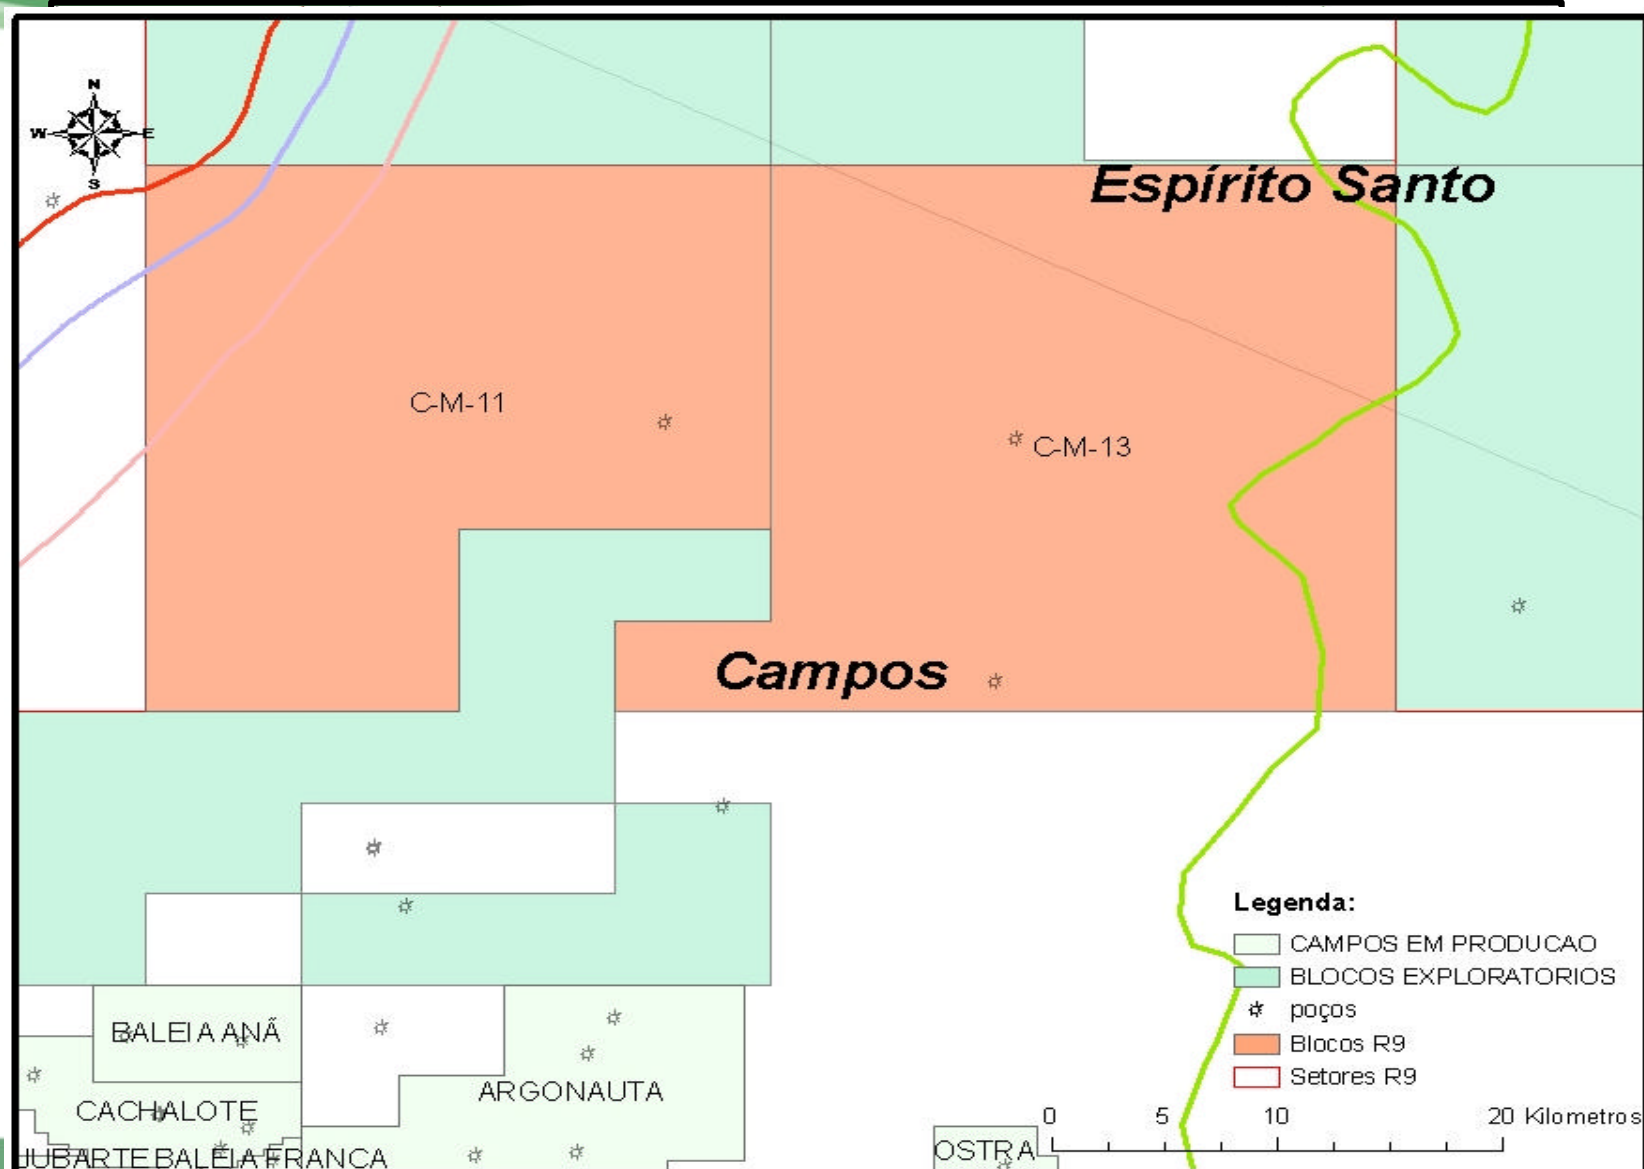 N
W E
S
Espírito Santo
C-M-11
C-M-13
Campos
Legenda:
CAMPOS EM PRODUCAO
BLOCOS EXPLORATORIOS
poços
Blocos R9
Setores R9
BALEIA ANÃ
ARGONAUTA
CACHALOTE
0 5 10 20 Kilometros
JUBARTE BALEIA FRANCA
OSTRA